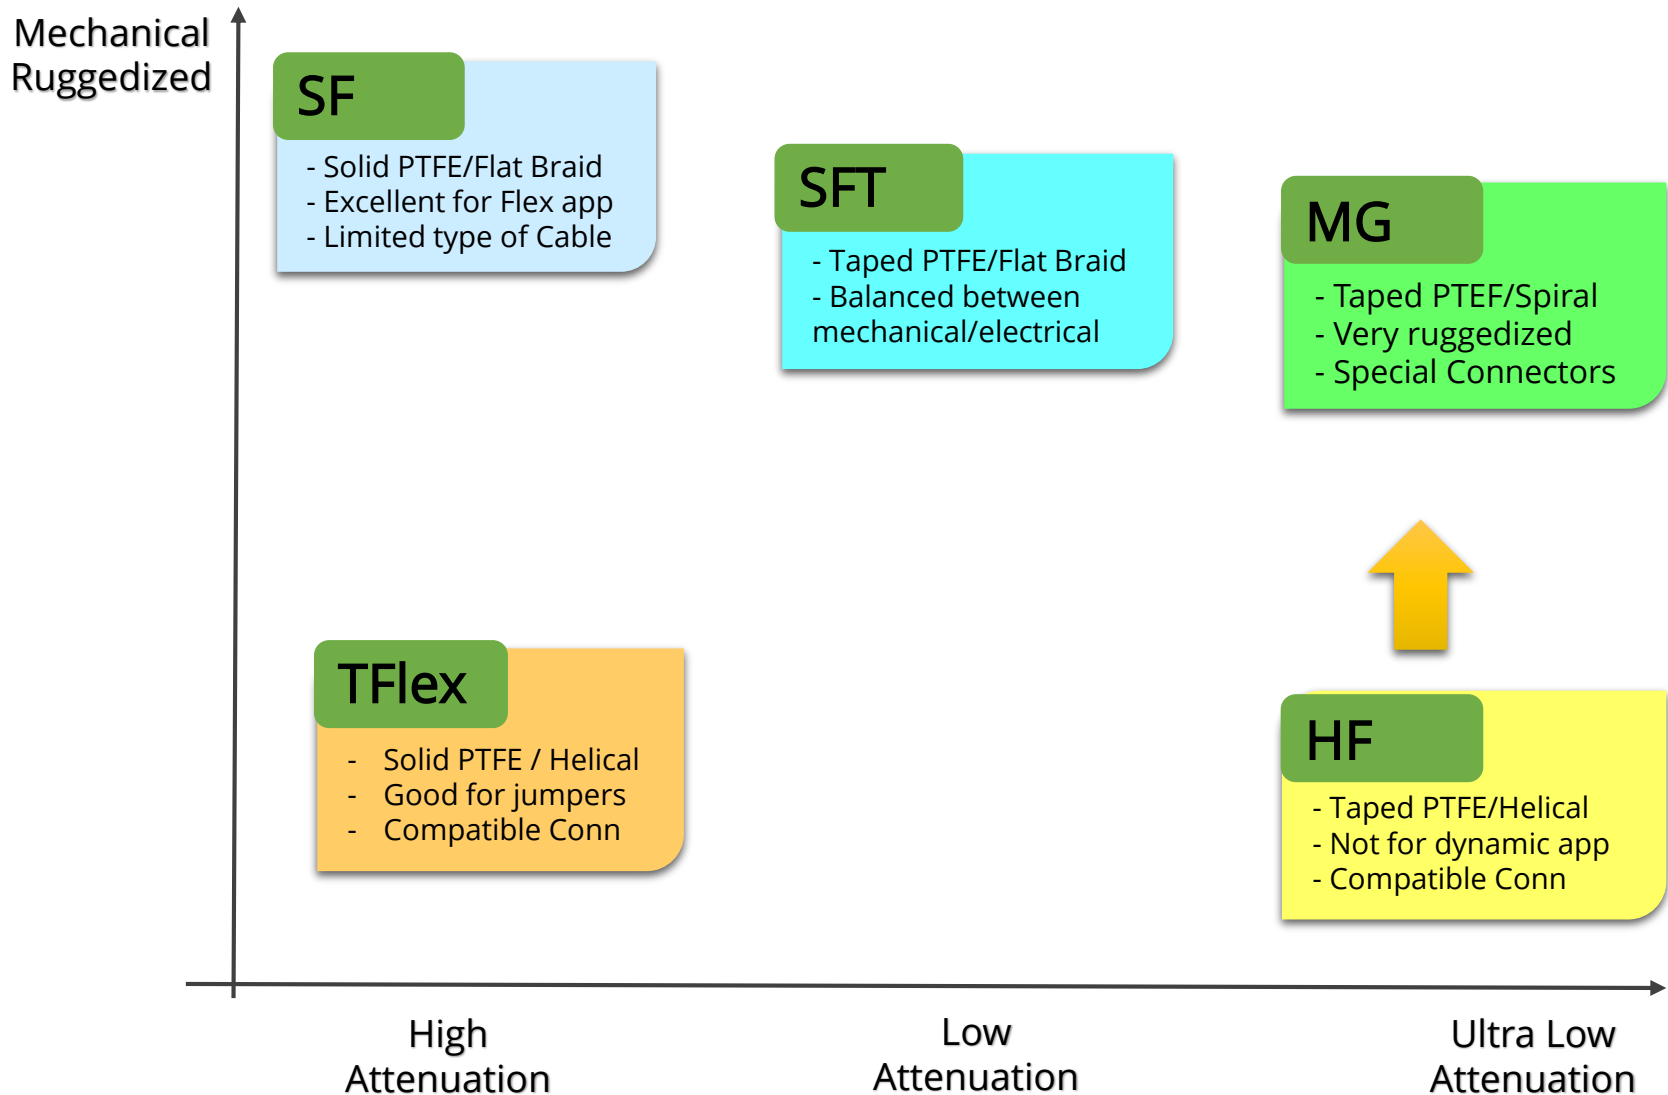 Mechanical
Ruggedized
SF
- Solid PTFE/Flat Braid
- Excellent for Flex app
- Limited type of Cable
SFT
- Taped PTFE/Flat Braid
- Balanced between
mechanical/electrical
MG
- Taped PTEF/Spiral
- Very ruggedized
- Special Connectors
TFlex
- Solid PTFE / Helical
- Good for jumpers
- Compatible Conn
HF
- Taped PTFE/Helical
- Not for dynamic app
- Compatible Conn
High
Attenuation
Low
Attenuation
Ultra Low
Attenuation